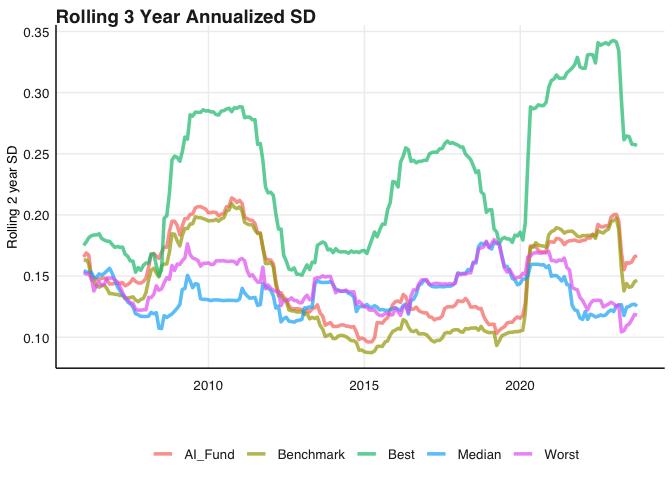 Rolling 3 Year Annualized SD
Rolling 2 year SD
0.35
0.30
0.25
0.20
0.15
0.10
2010 2015 2020
AI_Fund Benchmark Best Median Worst